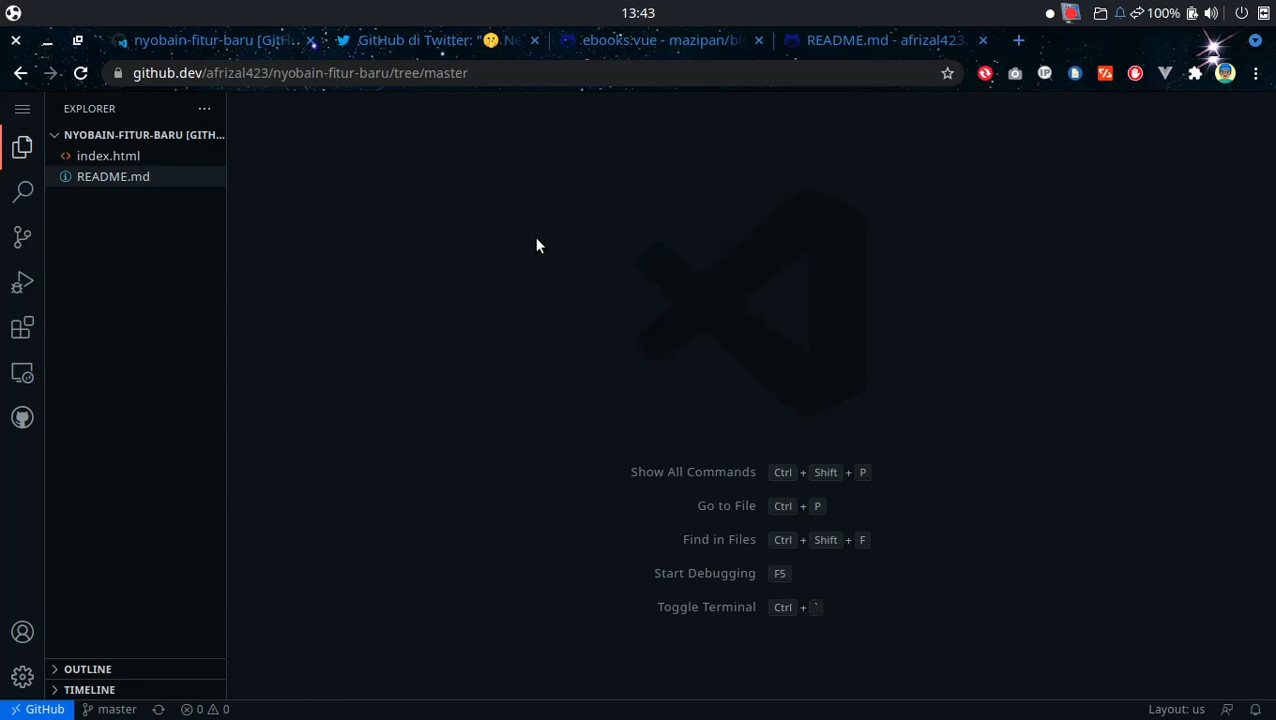 13:43
100%
nyobain-fitur-baru [GitH
GitHub di Twitter: "🤫 Ne
ebooks.vue - mazipan/bl
README.md - afrizal423/
github.dev/afrizal423/nyobain-fitur-baru/tree/master
EXPLORER
NYOBAIN-FITUR-BARU [GITH...
index.html
README.md
Show All Commands Ctrl + Shift + P
Go to File Ctrl + P
Find in Files Ctrl + Shift + F
Start Debugging F5
Toggle Terminal Ctrl + `
OUTLINE
TIMELINE
GitHub
master
0
0
Layout: us